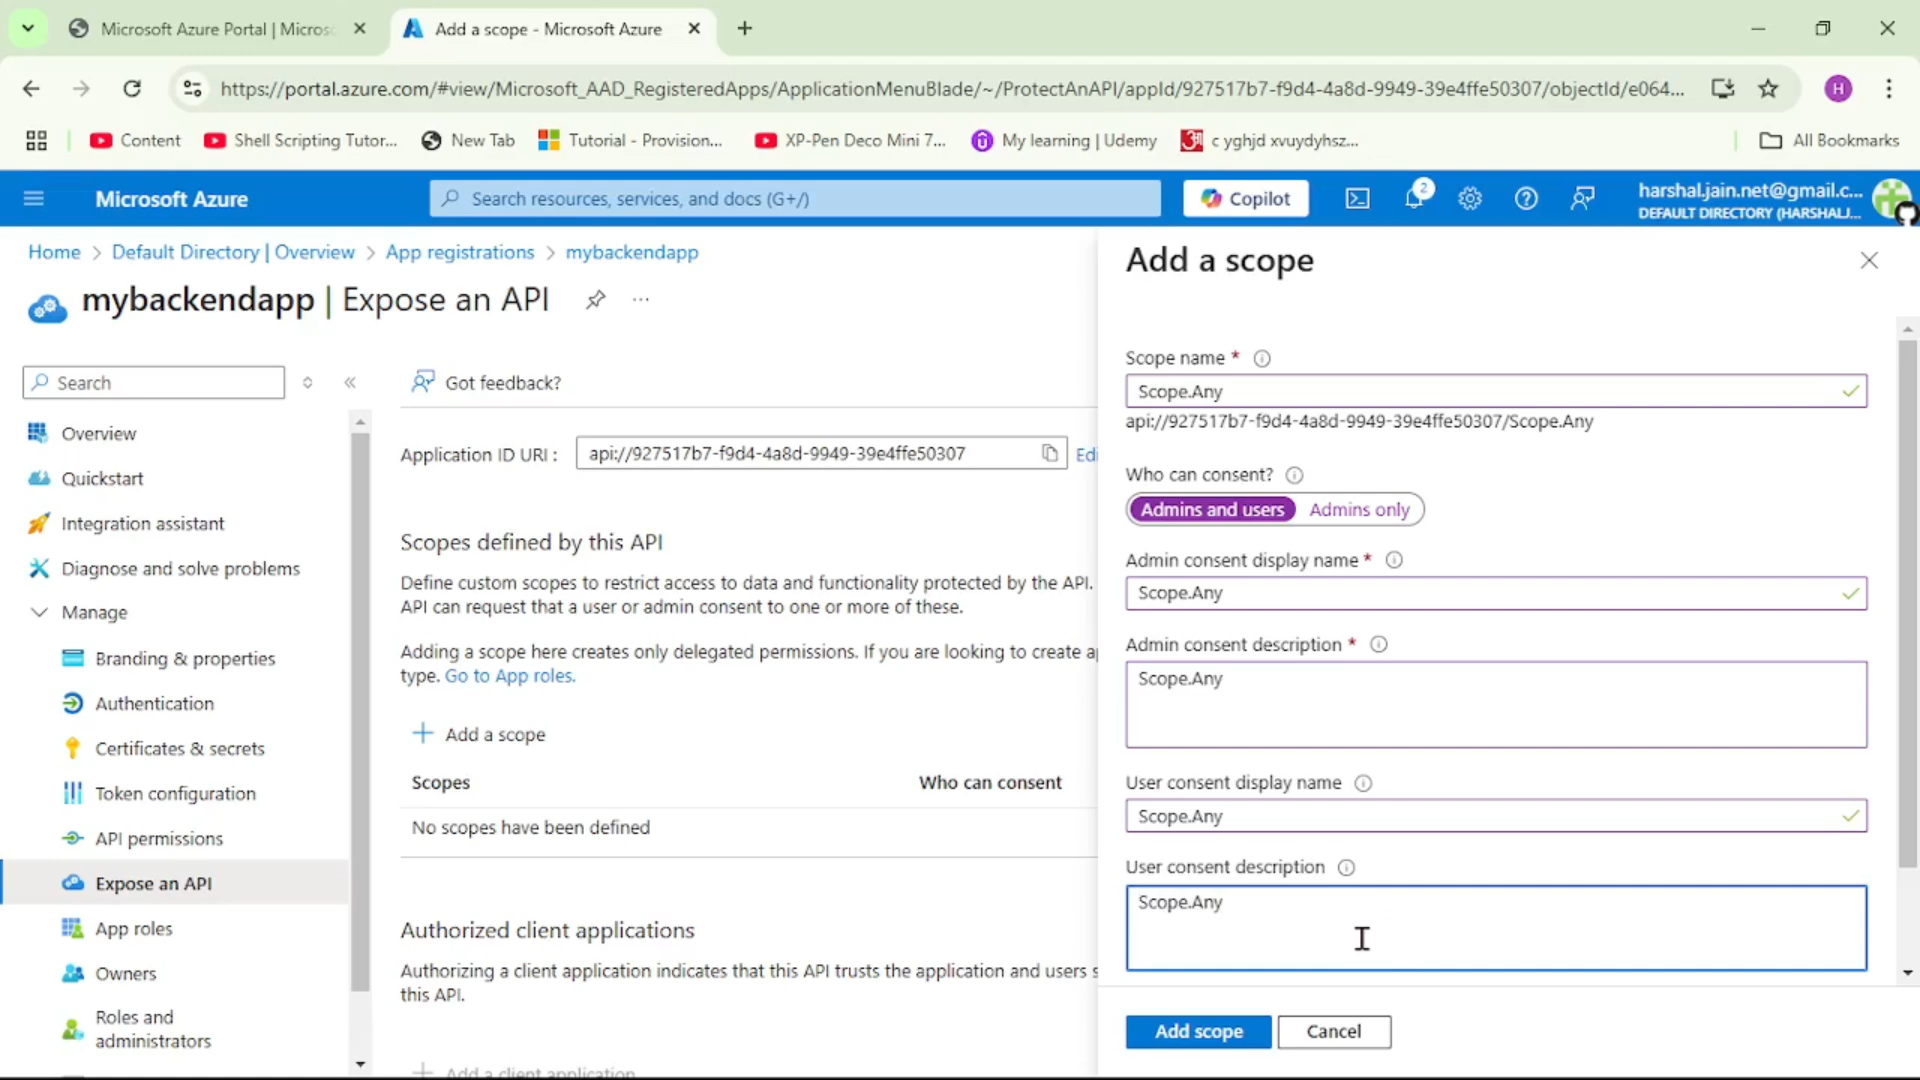 Microsoft Azure Portal | Micros
Add a scope - Microsoft Azure
https://portal.azure.com/#view/Microsoft_AAD_RegisteredApps/ApplicationMenuBlade/~/ProtectAnAPI/appId/927517b7-f9d4-4a8d-9949-39e4ffe50307/objectId/e064...
H
Content
Shell Scripting Tutor...
New Tab
Tutorial - Provision...
XP-Pen Deco Mini 7...
My learning | Udemy
c yghjd xvuydyhsz...
All Bookmarks
Microsoft Azure
Search resources, services, and docs (G+/)
Copilot
2
harshal.jain.net@gmail.c...
DEFAULT DIRECTORY (HARSHALJ...
Home > Default Directory | Overview > App registrations > mybackendapp
mybackendapp | Expose an API
Search
Overview
Quickstart
Integration assistant
Diagnose and solve problems
Manage
Branding & properties
Authentication
Certificates & secrets
Token configuration
API permissions
Expose an API
App roles
Owners
Roles and
administrators
Got feedback?
Application ID URI :
api://927517b7-f9d4-4a8d-9949-39e4ffe50307
Edi
Scopes defined by this API
Define custom scopes to restrict access to data and functionality protected by the API.
API can request that a user or admin consent to one or more of these.
Adding a scope here creates only delegated permissions. If you are looking to create a
type. Go to App roles.
Add a scope
Scopes
Who can consent
No scopes have been defined
Authorized client applications
Authorizing a client application indicates that this API trusts the application and users s
this API.
Add a client application
Add a scope
Scope name *
Scope.Any
api://927517b7-f9d4-4a8d-9949-39e4ffe50307/Scope.Any
Who can consent?
Admins and users
Admins only
Admin consent display name *
Scope.Any
Admin consent description *
Scope.Any
User consent display name
Scope.Any
User consent description
Scope.Any
Add scope
Cancel